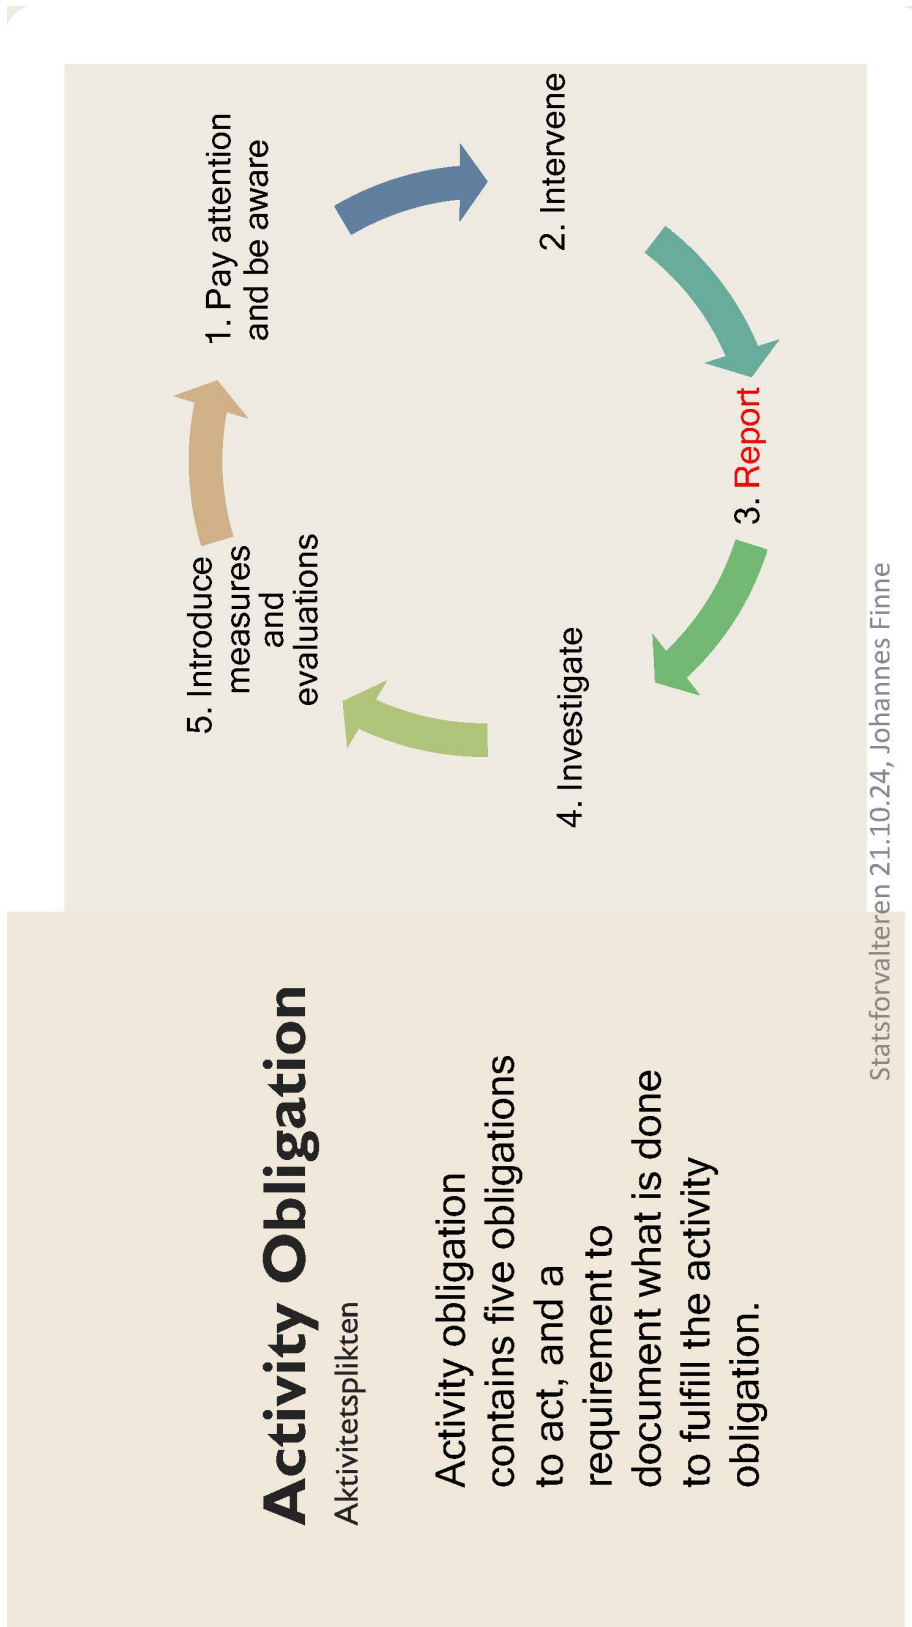 Activity Obligation
Aktivitetsplikten
Activity obligation
contains five obligations
to act, and a
requirement to
document what is done
to fulfill the activity
obligation.
1. Pay attention
and be aware
2. Intervene
3. Report
4. Investigate
5. Introduce
measures
and
evaluations
Statsforvalteren 21.10.24, Johannes Finne